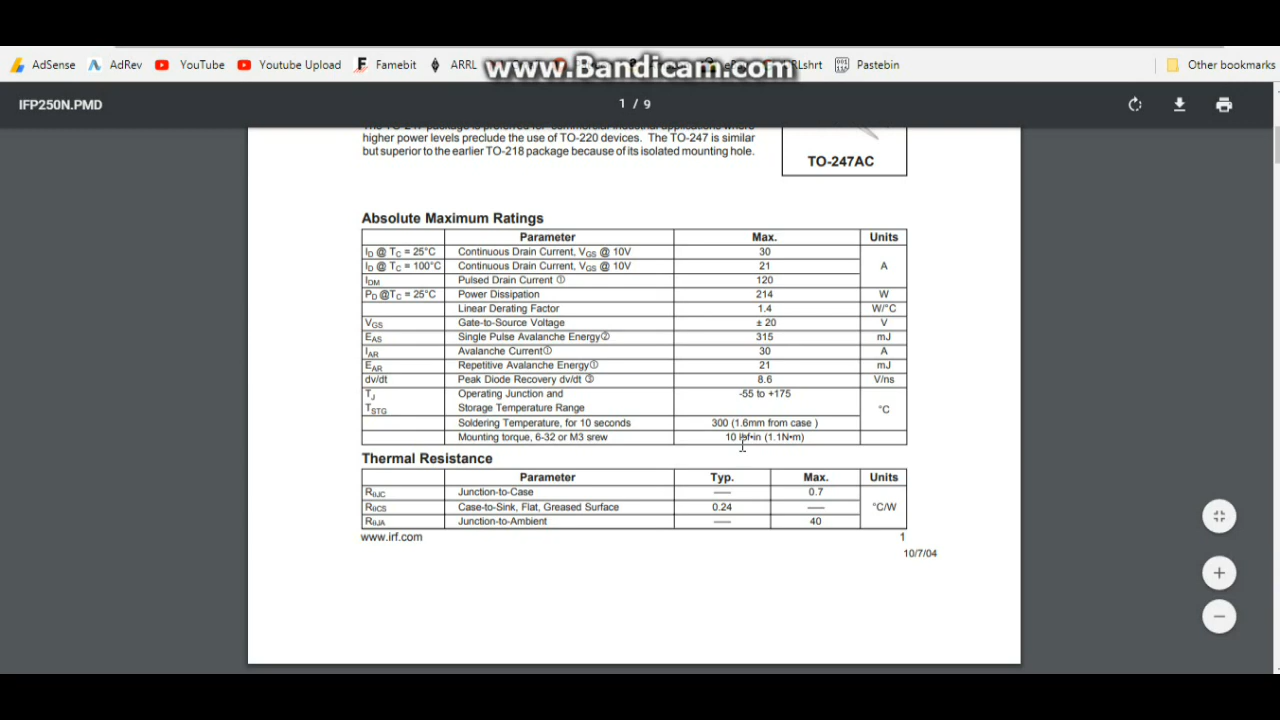 AdSense AdRev YouTube Youtube Upload Famebit ARRL Pastebin Other bookmarks
www.Bandicam.com
IFP250N.PMD 1 / 9
higher power levels preclude the use of TO-220 devices. The TO-247 is similar
but superior to the earlier TO-218 package because of its isolated mounting hole.
TO-247AC
Absolute Maximum Ratings
Parameter Max. Units
ID @ TC = 25°C Continuous Drain Current, VGS @ 10V 30
ID @ TC = 100°C Continuous Drain Current, VGS @ 10V 21 A
IDM Pulsed Drain Current ① 120
PD @TC = 25°C Power Dissipation 214 W
Linear Derating Factor 1.4 W/°C
VGS Gate-to-Source Voltage ± 20 V
EAS Single Pulse Avalanche Energy② 315 mJ
IAR Avalanche Current① 30 A
EAR Repetitive Avalanche Energy① 21 mJ
dv/dt Peak Diode Recovery dv/dt ③ 8.6 V/ns
TJ Operating Junction and -55 to +175
TSTG Storage Temperature Range °C
Soldering Temperature, for 10 seconds 300 (1.6mm from case )
Mounting torque, 6-32 or M3 srew 10 lbf•in (1.1N•m)
Thermal Resistance
Parameter Typ. Max. Units
RθJC Junction-to-Case –––– 0.7
RθCS Case-to-Sink, Flat, Greased Surface 0.24 –––– °C/W
RθJA Junction-to-Ambient –––– 40
www.irf.com 1
10/7/04